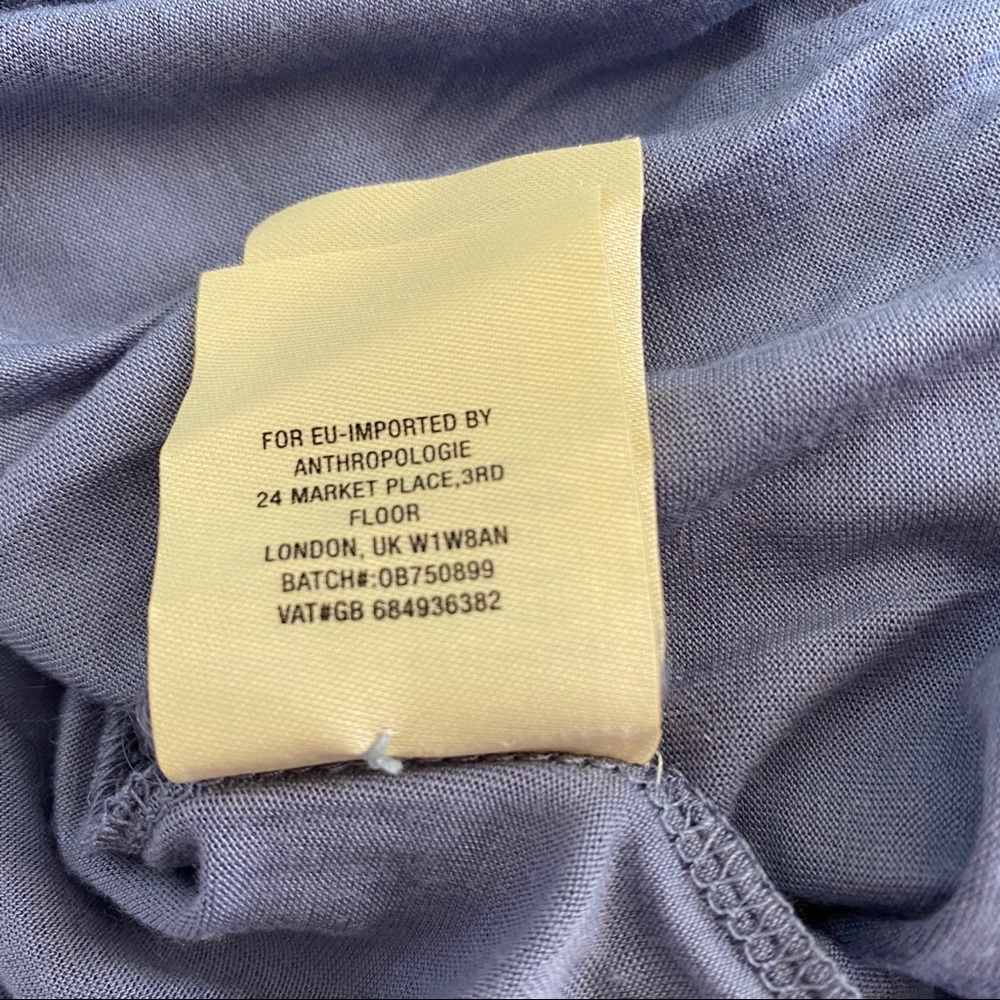 FOR EU-IMPORTED BY
ANTHROPOLOGIE
24 MARKET PLACE,3RD
FLOOR
LONDON, UK W1W8AN
BATCH#:0B750899
VAT#GB 684936382